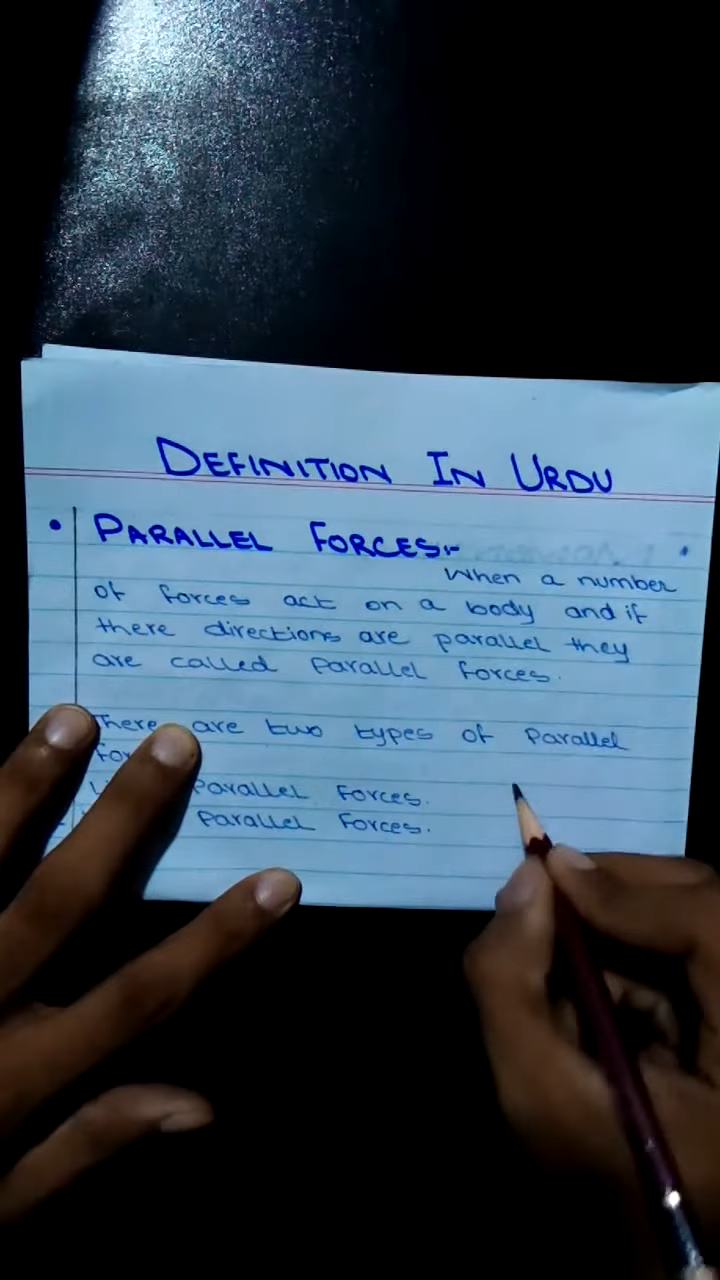 DEFINITION IN URDU
• PARALLEL FORCES:-
When a number
of forces act on a body and if
there directions are parallel they
are called Parallel forces.
There are two types of Parallel
Parallel Forces.
Parallel Forces.